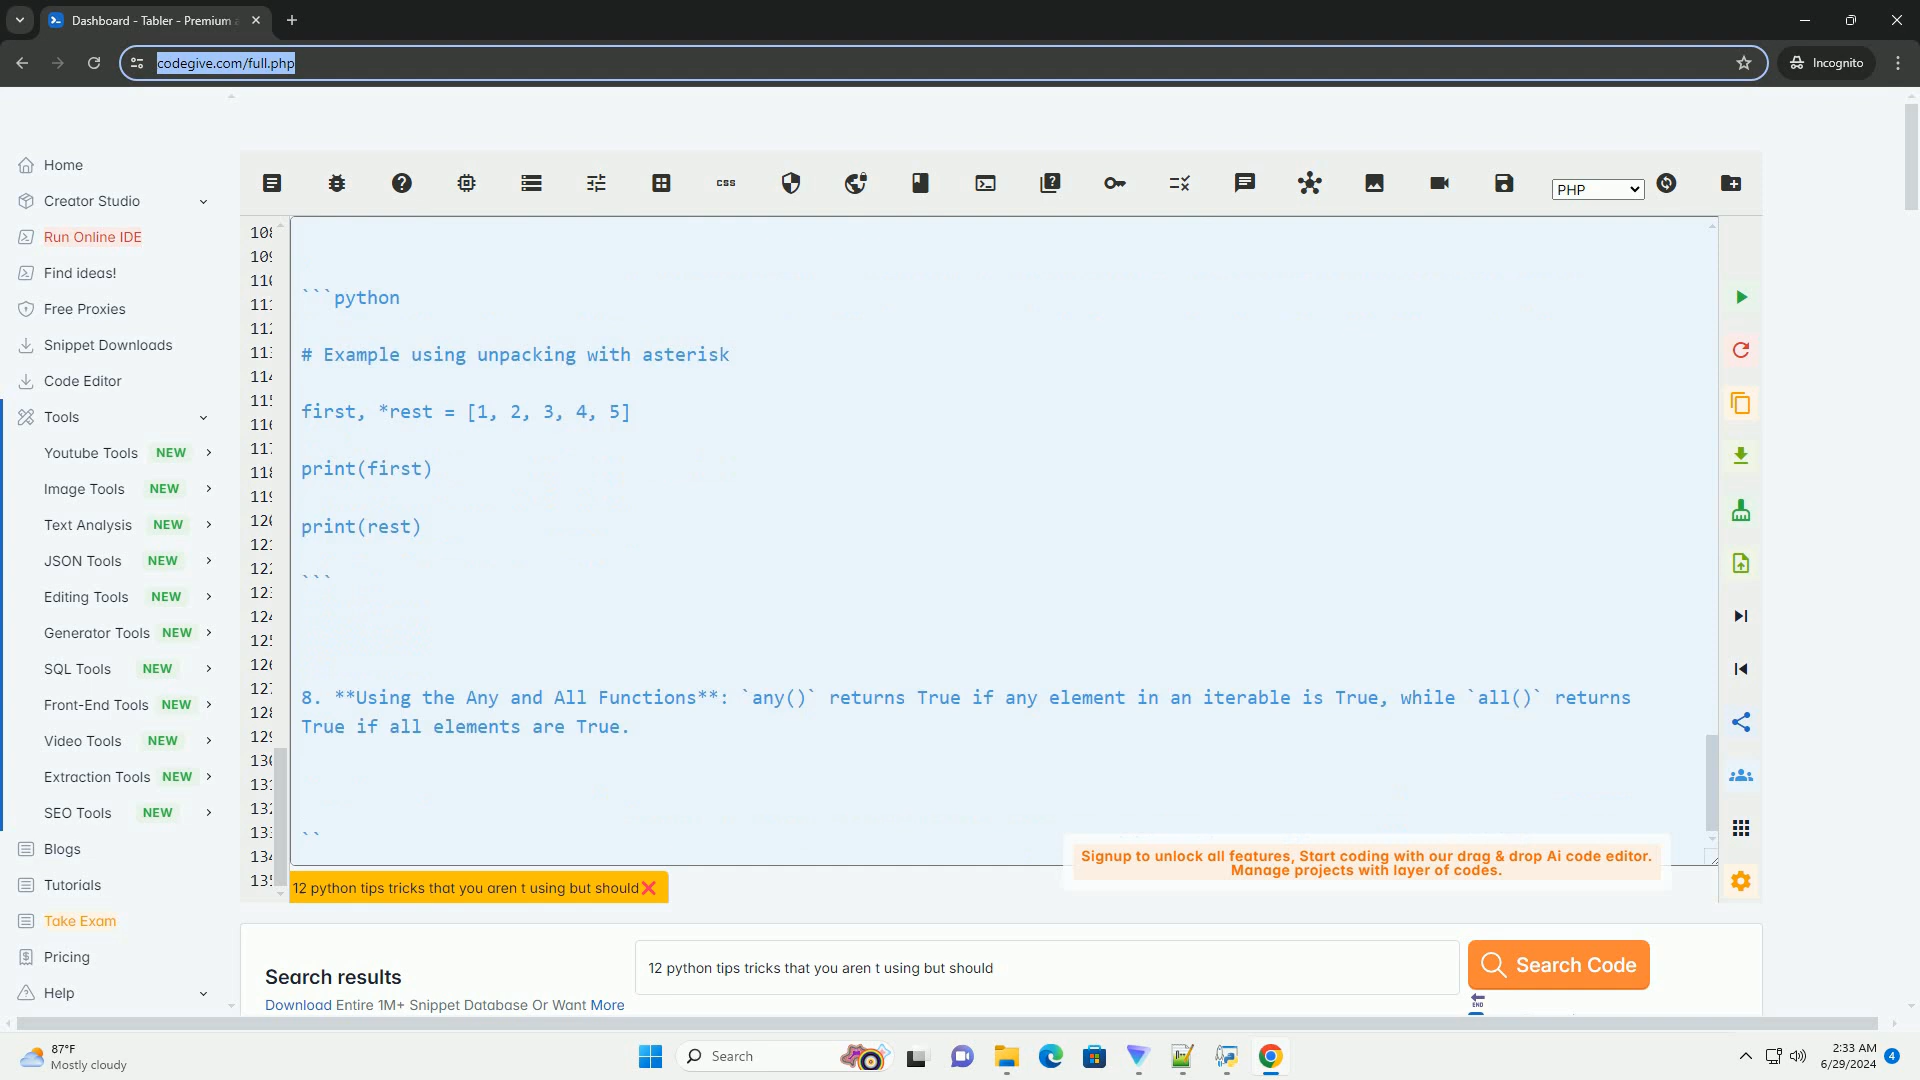 Dashboard - Tabler - Premium
codegive.com/full.php
Incognito
Home
Creator Studio
Run Online IDE
Find ideas!
Free Proxies
Snippet Downloads
Code Editor
Tools
Youtube Tools NEW
Image Tools NEW
Text Analysis NEW
JSON Tools NEW
Editing Tools NEW
Generator Tools NEW
SQL Tools NEW
Front-End Tools NEW
Video Tools NEW
Extraction Tools NEW
SEO Tools NEW
Blogs
Tutorials
Take Exam
Pricing
Help
css
PHP
```python
# Example using unpacking with asterisk
first, *rest = [1, 2, 3, 4, 5]
print(first)
print(rest)
```
8. **Using the Any and All Functions**: `any()` returns True if any element in an iterable is True, while `all()` returns
True if all elements are True.
``
Signup to unlock all features, Start coding with our drag & drop Ai code editor.
Manage projects with layer of codes.
12 python tips tricks that you aren t using but should
Search results
Download Entire 1M+ Snippet Database Or Want More
12 python tips tricks that you aren t using but should
Search Code
END
87°F
Mostly cloudy
Search
2:33 AM
6/29/2024
4